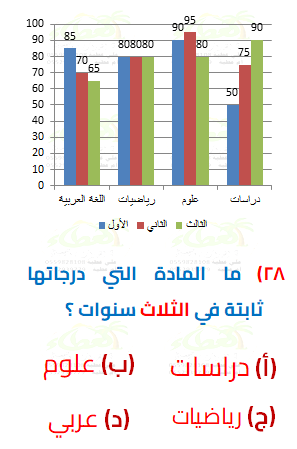 100
90
80
70
60
50
40
30
20
10
0
85 70 65
80 80 80
90 95 80
50 75 90
اللغة العربية رياضيات علوم دراسات
الأول الثاني الثالث
٢٨) ما المادة التي درجاتها
ثابتة في الثلاث سنوات ؟
(أ) دراسات (ب) علوم
(ج) رياضيات (د) عربي